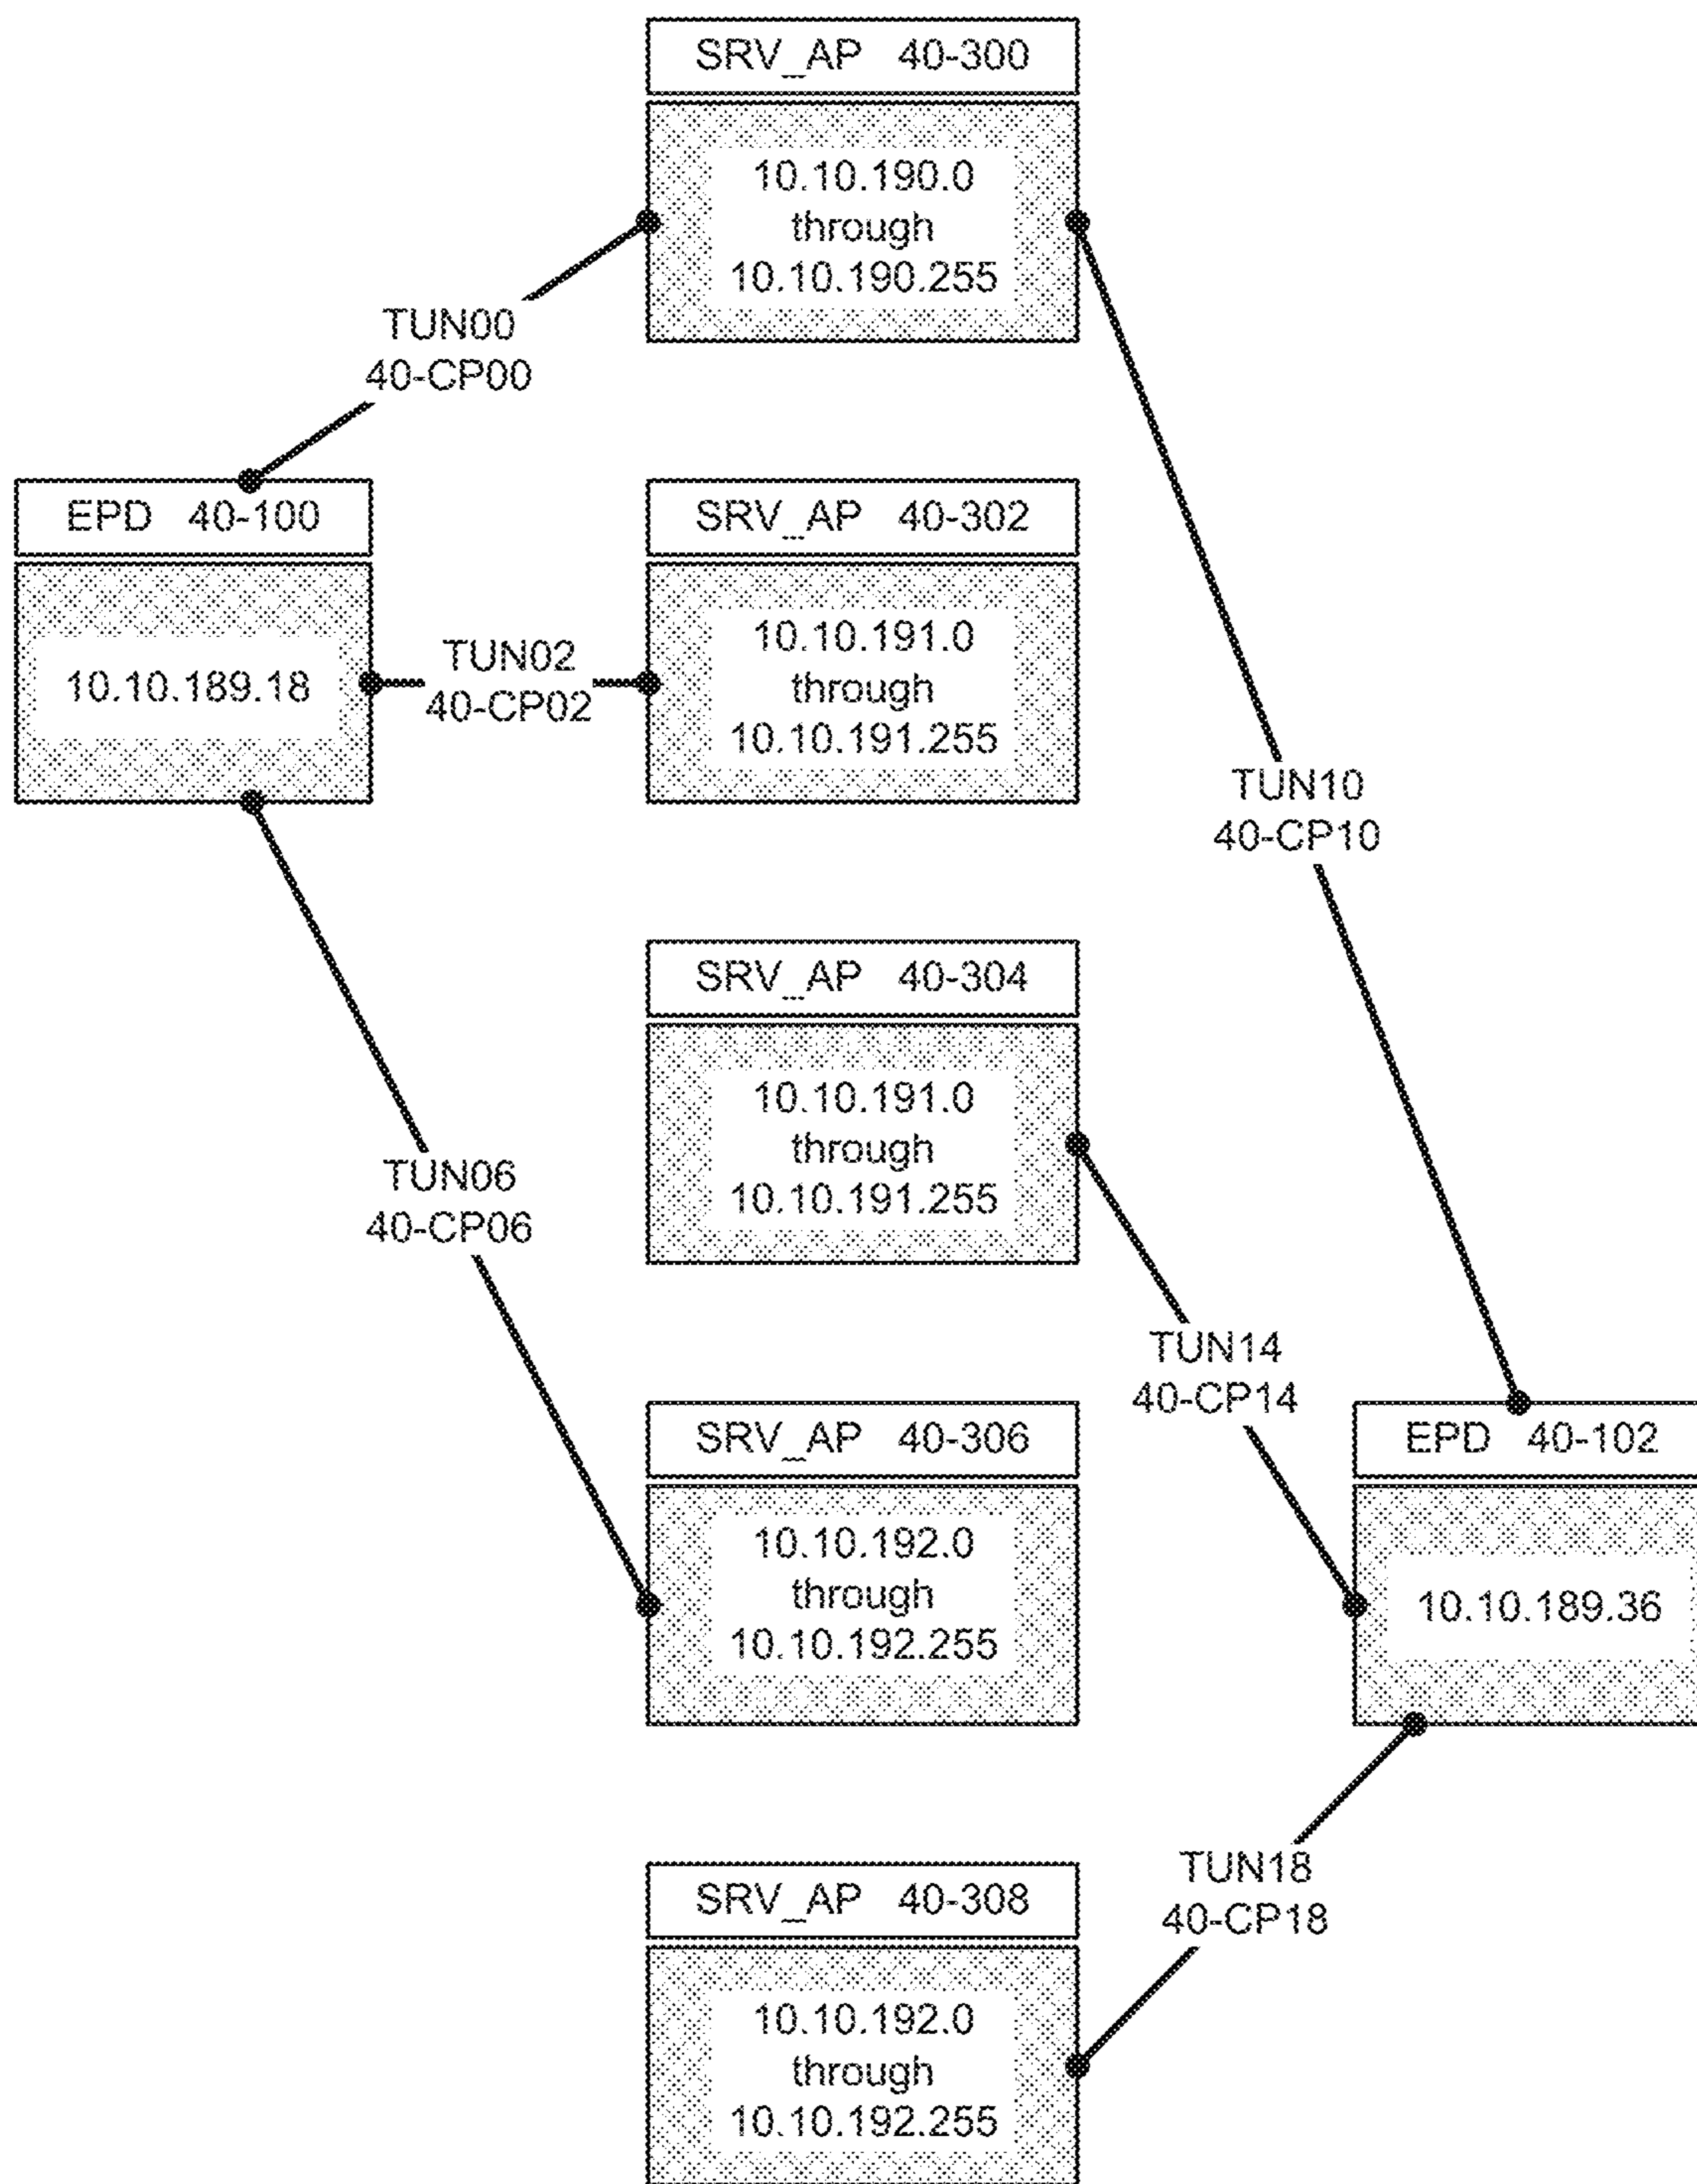 SRV_AP 40-300
10.10.190.0
through
10.10.190.255
TUN00
40-CP00
EPD 40-100
10.10.189.18
TUN02
40-CP02
SRV_AP 40-302
10.10.191.0
through
10.10.191.255
TUN10
40-CP10
SRV_AP 40-304
10.10.191.0
through
10.10.191.255
TUN06
40-CP06
TUN14
40-CP14
SRV_AP 40-306
10.10.192.0
through
10.10.192.255
EPD 40-102
10.10.189.36
TUN18
40-CP18
SRV_AP 40-308
10.10.192.0
through
10.10.192.255